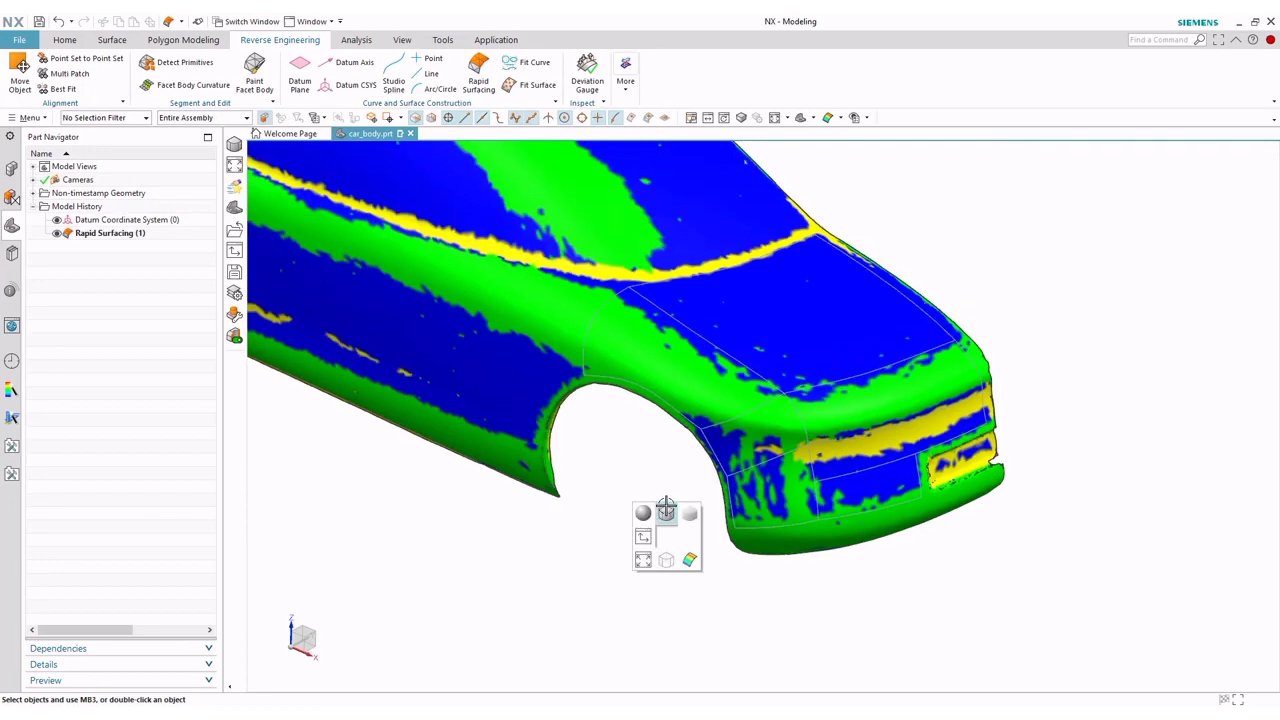 NX
Switch Window
Window
NX - Modeling
SIEMENS
File
Home
Surface
Polygon Modeling
Reverse Engineering
Analysis
View
Tools
Application
Find a Command
Move Object
Point Set to Point Set
Multi Patch
Best Fit
Alignment
Detect Primitives
Facet Body Curvature
Paint Facet Body
Segment and Edit
Datum Plane
Datum Axis
Datum CSYS
Studio Spline
Point
Line
Arc/Circle
Rapid Surfacing
Fit Curve
Fit Surface
Curve and Surface Construction
Deviation Gauge
Inspect
More
Menu
No Selection Filter
Entire Assembly
Part Navigator
Welcome Page
car_body.prt
Name
Model Views
Cameras
Non-timestamp Geometry
Model History
Datum Coordinate System (0)
Rapid Surfacing (1)
Z
X
Dependencies
Details
Preview
Select objects and use MB3, or double-click an object